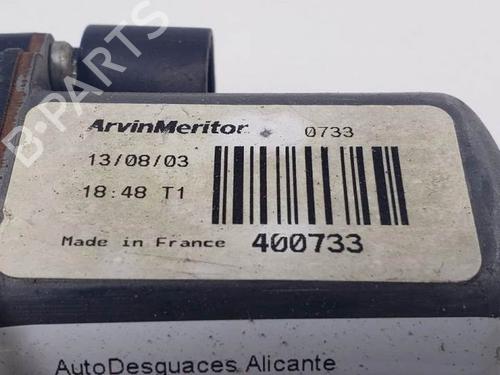 B-PARTS
ArvinMeritor 0733
13/08/03
18:48 T1
Made in France 400733
AutoDesguaces Alicante